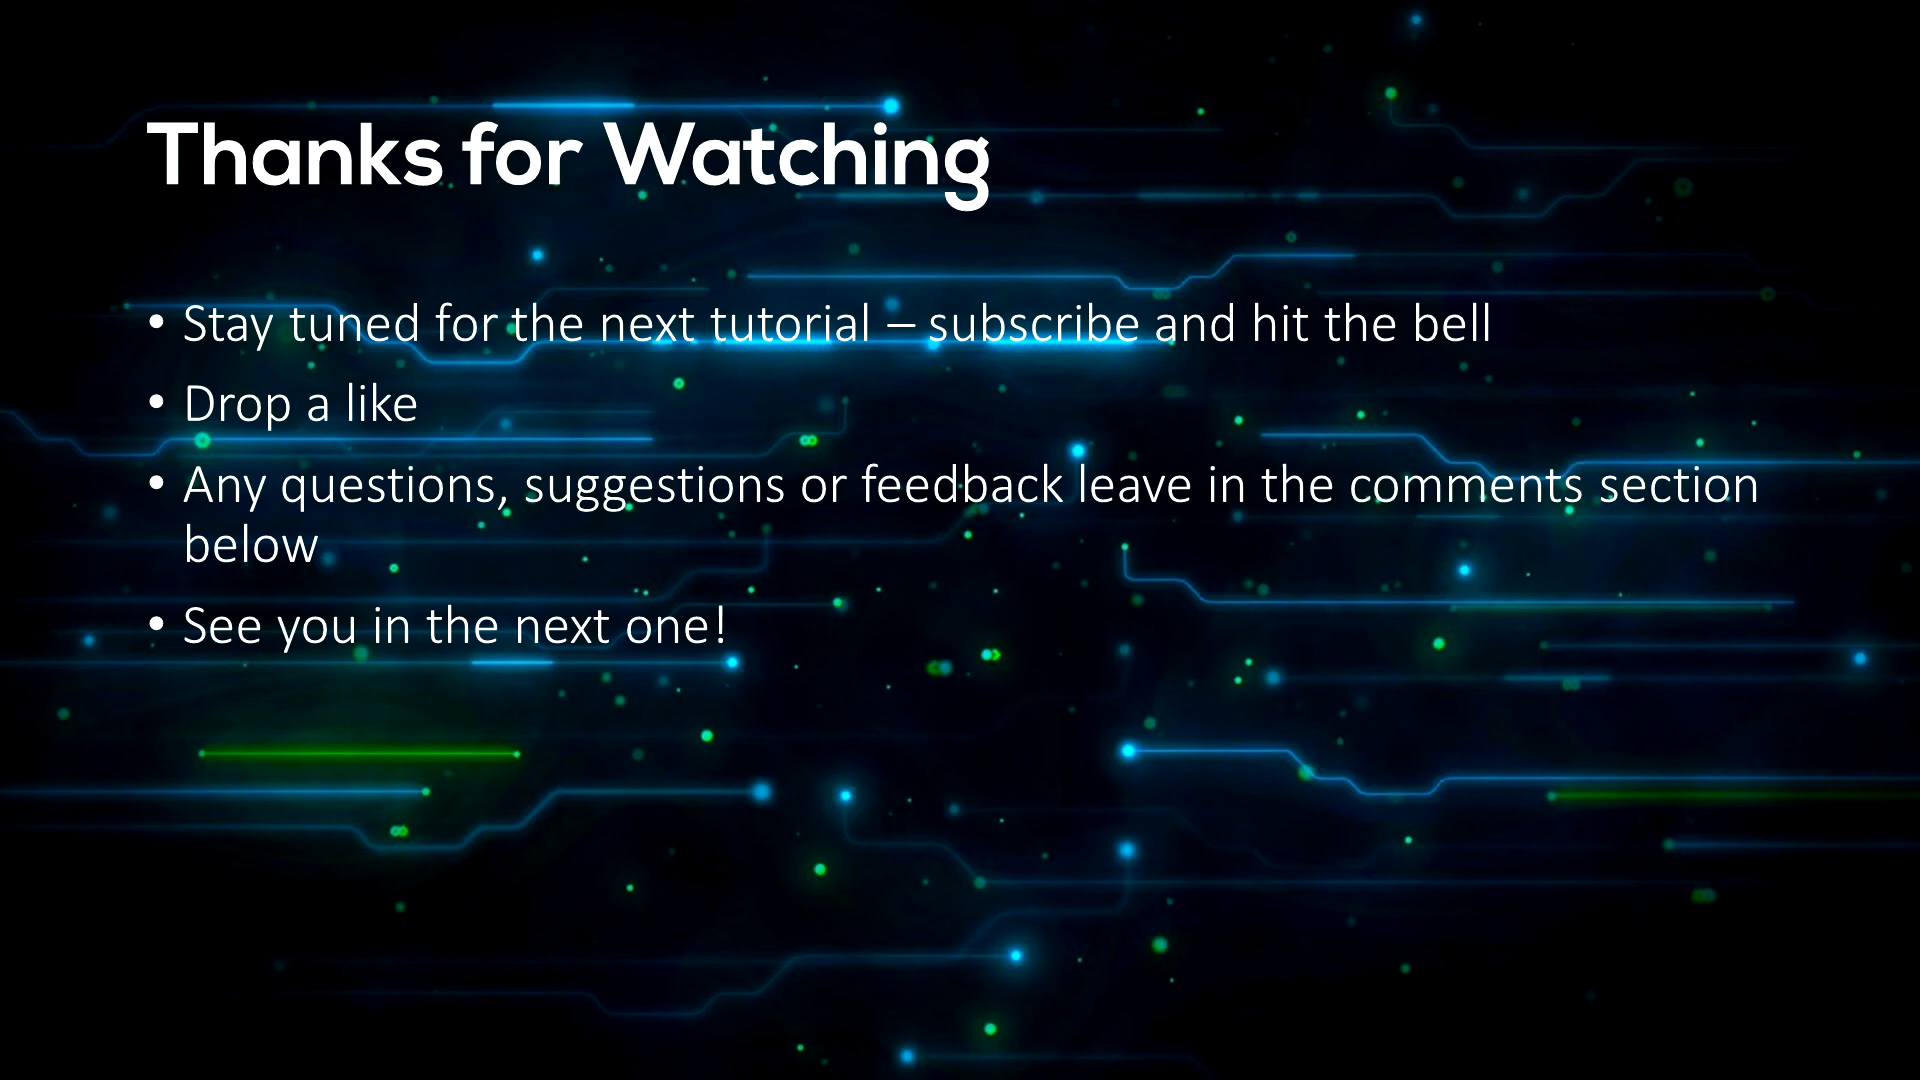 Thanks for Watching
• Stay tuned for the next tutorial – subscribe and hit the bell
• Drop a like
• Any questions, suggestions or feedback leave in the comments section
below
• See you in the next one!